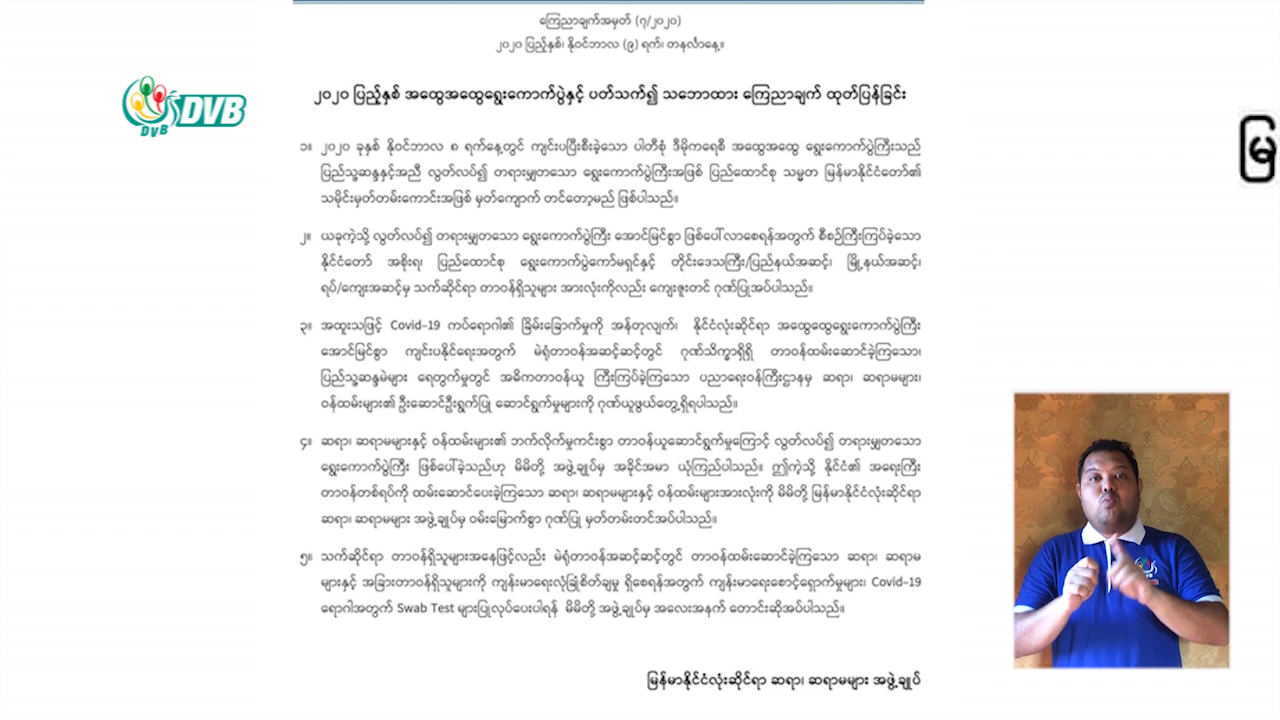 ကြေညာချက်အမှတ် (၇/၂၀၂၀)
၂၀၂၀ ပြည့်နှစ်၊ နိုဝင်ဘာလ (၉) ရက်၊ တနင်္လာနေ့။
DVB
DVB
၂၀၂၀ ပြည့်နှစ် အထွေအထွေရွေးကောက်ပွဲနှင့် ပတ်သက်၍ သဘောထား ကြေညာချက် ထုတ်ပြန်ခြင်း
၁။ ၂၀၂၀ ခုနှစ် နိုဝင်ဘာလ ၈ ရက်နေ့တွင် ကျင်းပပြီးစီးခဲ့သော ပါတီစုံ ဒီမိုကရေစီ အထွေအထွေ ရွေးကောက်ပွဲကြီးသည်
ပြည်သူ့ဆန္ဒနှင့်အညီ လွတ်လပ်၍ တရားမျှတသော ရွေးကောက်ပွဲကြီးအဖြစ် ပြည်ထောင်စု သမ္မတ မြန်မာနိုင်ငံတော်၏
သမိုင်းမှတ်တမ်းကောင်းအဖြစ် မှတ်ကျောက် တင်တော့မည် ဖြစ်ပါသည်။
၂။ ယခုကဲ့သို့ လွတ်လပ်၍ တရားမျှတသော ရွေးကောက်ပွဲကြီး အောင်မြင်စွာ ဖြစ်ပေါ်လာစေရန်အတွက် စီစဉ်ကြီးကြပ်ခဲ့သော
နိုင်ငံတော် အစိုးရ၊ ပြည်ထောင်စု ရွေးကောက်ပွဲကော်မရှင်နှင့် တိုင်းဒေသကြီး/ပြည်နယ်အဆင့်၊ မြို့နယ်အဆင့်၊
ရပ်/ကျေးအဆင့်မှ သက်ဆိုင်ရာ တာဝန်ရှိသူများ အားလုံးကိုလည်း ကျေးဇူးတင် ဂုဏ်ပြုအပ်ပါသည်။
၃။ အထူးသဖြင့် Covid-19 ကပ်ရောဂါ၏ ခြိမ်းခြောက်မှုကို အန်တုလျက်၊ နိုင်ငံလုံးဆိုင်ရာ အထွေထွေရွေးကောက်ပွဲကြီး
အောင်မြင်စွာ ကျင်းပနိုင်ရေးအတွက် မဲရုံတာဝန်အဆင့်ဆင့်တွင် ဂုဏ်သိက္ခာရှိရှိ တာဝန်ထမ်းဆောင်ခဲ့ကြသော၊
ပြည်သူ့ဆန္ဒမဲများ ရေတွက်မှုတွင် အဓိကတာဝန်ယူ ကြီးကြပ်ခဲ့ကြသော ပညာရေးဝန်ကြီးဌာနမှ ဆရာ၊ ဆရာမများ၊
ဝန်ထမ်းများ၏ ဦးဆောင်ဦးရွက်ပြု ဆောင်ရွက်မှုများကို ဂုဏ်ယူဖွယ်တွေ့ရှိရပါသည်။
၄။ ဆရာ၊ ဆရာမများနှင့် ဝန်ထမ်းများ၏ ဘက်လိုက်မှုကင်းစွာ တာဝန်ယူဆောင်ရွက်မှုကြောင့် လွတ်လပ်၍ တရားမျှတသော
ရွေးကောက်ပွဲကြီး ဖြစ်ပေါ်ခဲ့သည်ဟု မိမိတို့ အဖွဲ့ချုပ်မှ အခိုင်အမာ ယုံကြည်ပါသည်။ ဤကဲ့သို့ နိုင်ငံ၏ အရေးကြီး
တာဝန်တစ်ရပ်ကို ထမ်းဆောင်ပေးခဲ့ကြသော ဆရာ၊ ဆရာမများနှင့် ဝန်ထမ်းများအားလုံးကို မိမိတို့ မြန်မာနိုင်ငံလုံးဆိုင်ရာ
ဆရာ၊ ဆရာမများ အဖွဲ့ချုပ်မှ ဝမ်းမြောက်စွာ ဂုဏ်ပြု မှတ်တမ်းတင်အပ်ပါသည်။
၅။ သက်ဆိုင်ရာ တာဝန်ရှိသူများအနေဖြင့်လည်း မဲရုံတာဝန်အဆင့်ဆင့်တွင် တာဝန်ထမ်းဆောင်ခဲ့ကြသော ဆရာ၊ ဆရာမ
များနှင့် အခြားတာဝန်ရှိသူများကို ကျန်းမာရေးလုံခြုံစိတ်ချမှု ရှိစေရန်အတွက် ကျန်းမာရေးစောင့်ရှောက်မှုများ၊ Covid-19
ရောဂါအတွက် Swab Test များပြုလုပ်ပေးပါရန် မိမိတို့ အဖွဲ့ချုပ်မှ အလေးအနက် တောင်းဆိုအပ်ပါသည်။
မြန်မာနိုင်ငံလုံးဆိုင်ရာ ဆရာ၊ ဆရာမများ အဖွဲ့ချုပ်
မြ